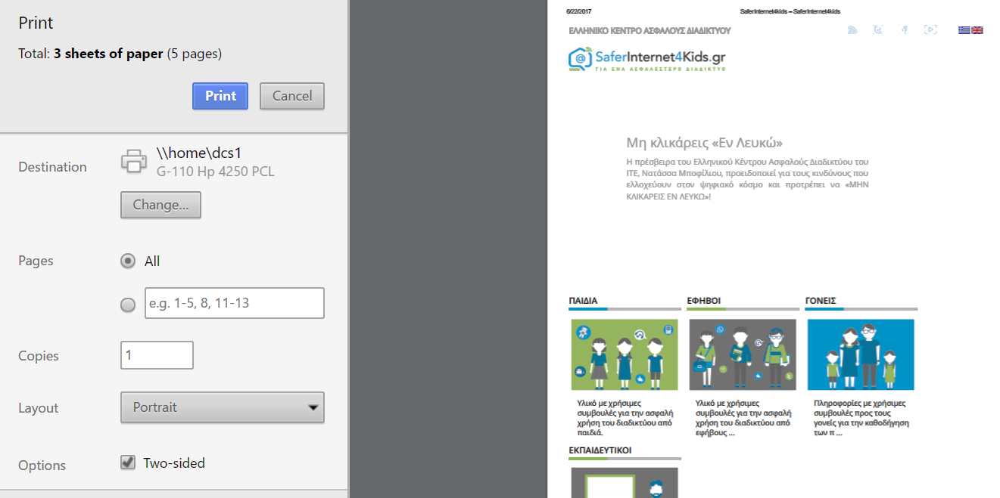 Print
Total: 3 sheets of paper (5 pages)
Print
Cancel
Destination
\\home\dcs1
G-110 Hp 4250 PCL
Change...
Pages
All
e.g. 1-5, 8, 11-13
Copies
1
Layout
Portrait
Options
Two-sided
6/22/2017
SaferInternet4kids – SaferInternet4kids
ΕΛΛΗΝΙΚΟ ΚΕΝΤΡΟ ΑΣΦΑΛΟΥΣ ΔΙΑΔΙΚΤΥΟΥ
www
SaferInternet4Kids.gr
ΓΙΑ ΕΝΑ ΑΣΦΑΛΕΣΤΕΡΟ ΔΙΑΔΙΚΤΥΟ
Μη κλικάρεις «Εν Λευκώ»
Η πρέσβειρα του Ελληνικού Κέντρου Ασφαλούς Διαδικτύου του
ΙΤΕ, Νατάσσα Μποφίλιου, προειδοποιεί για τους κινδύνους που
ελλοχεύουν στον ψηφιακό κόσμο και προτρέπει να «ΜΗΝ
ΚΛΙΚΑΡΕΙΣ ΕΝ ΛΕΥΚΩ»!
ΠΑΙΔΙΑ
Υλικό με χρήσιμες
συμβουλές για την ασφαλή
χρήση του διαδικτύου από
παιδιά.
ΕΦΗΒΟΙ
Υλικό με χρήσιμες
συμβουλές για την ασφαλή
χρήση του διαδικτύου από
εφήβους ...
ΓΟΝΕΙΣ
Πληροφορίες με χρήσιμες
συμβουλές προς τους
γονείς για την καθοδήγηση
των π ...
ΕΚΠΑΙΔΕΥΤΙΚΟΙ